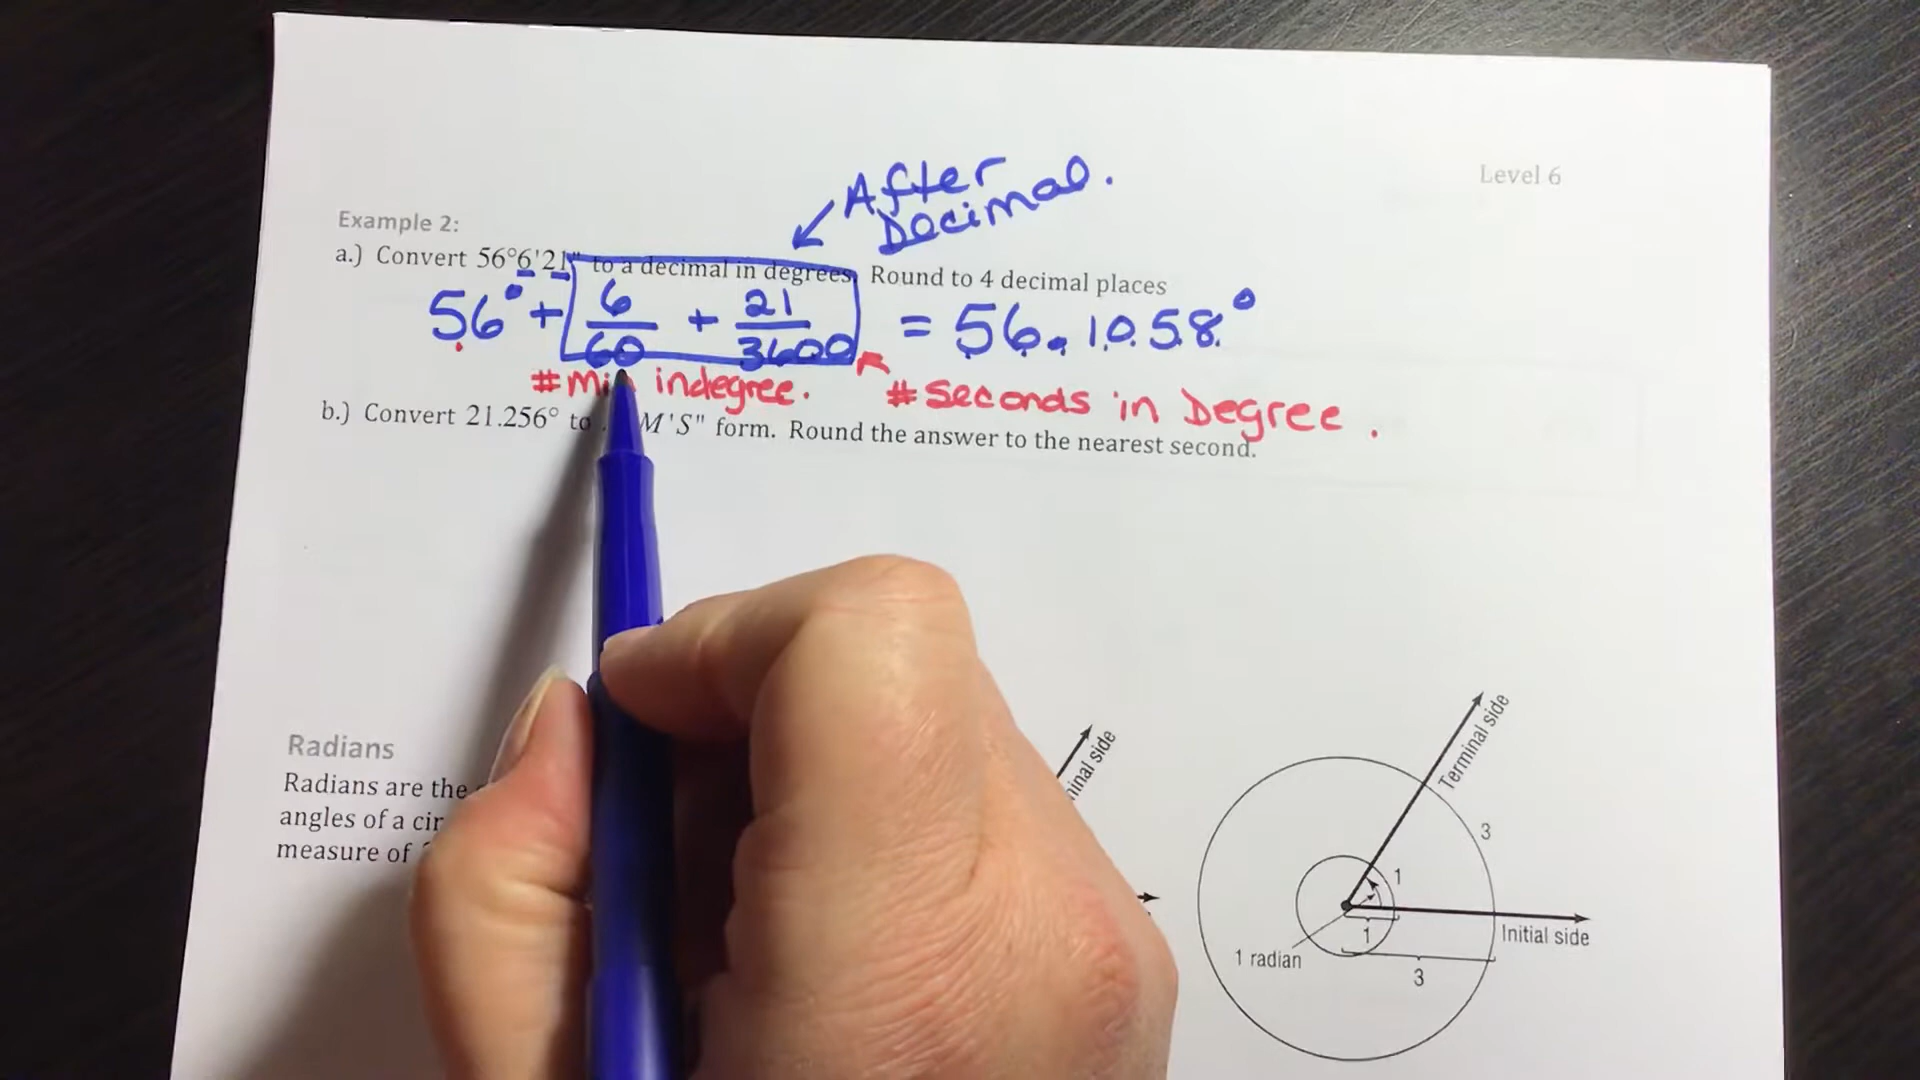 Level 6
After
Decimal.
Example 2:
a.) Convert 56°6'21" to a decimal in degrees. Round to 4 decimal places
56° + 6/60 + 21/3600 = 56.1058°
#Min indegree. #seconds in Degree.
b.) Convert 21.256° to M'S" form. Round the answer to the nearest second.
Radians
Radians are the
angles of a cir
measure of
minal side
Terminal side
3
1
1
Initial side
1 radian
3